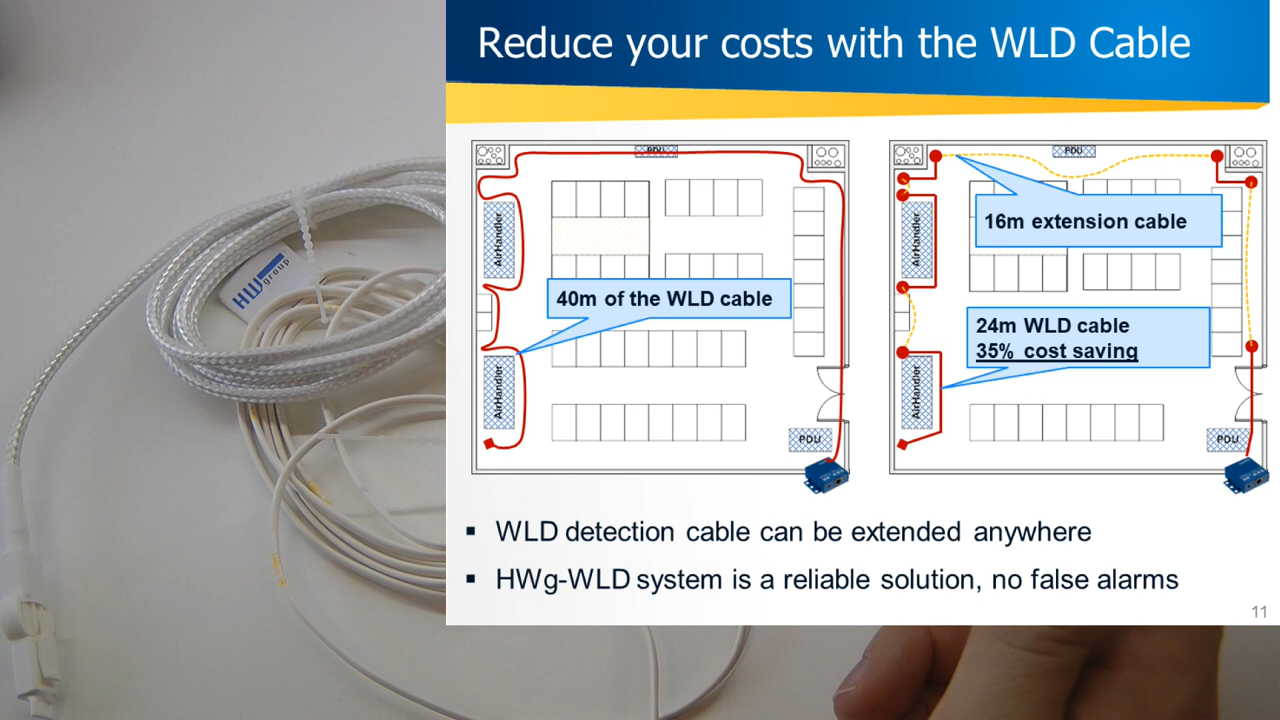 Reduce your costs with the WLD Cable
PDU
AirHandler
40m of the WLD cable
AirHandler
PDU
PDU
16m extension cable
AirHandler
24m WLD cable
35% cost saving
AirHandler
PDU
▪ WLD detection cable can be extended anywhere
▪ HWg-WLD system is a reliable solution, no false alarms
11
HW group